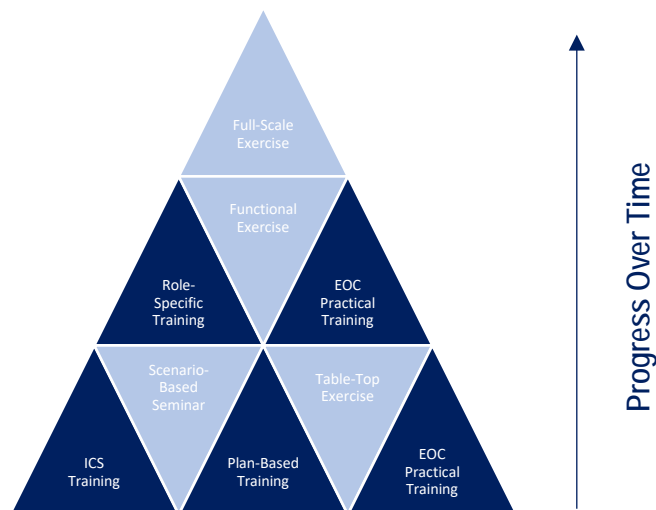 Full-Scale
Exercise
Functional
Exercise
Role-
Specific
Training
EOC
Practical
Training
Scenario-
Based
Seminar
Table-Top
Exercise
ICS
Training
Plan-Based
Training
EOC
Practical
Training
Progress Over Time